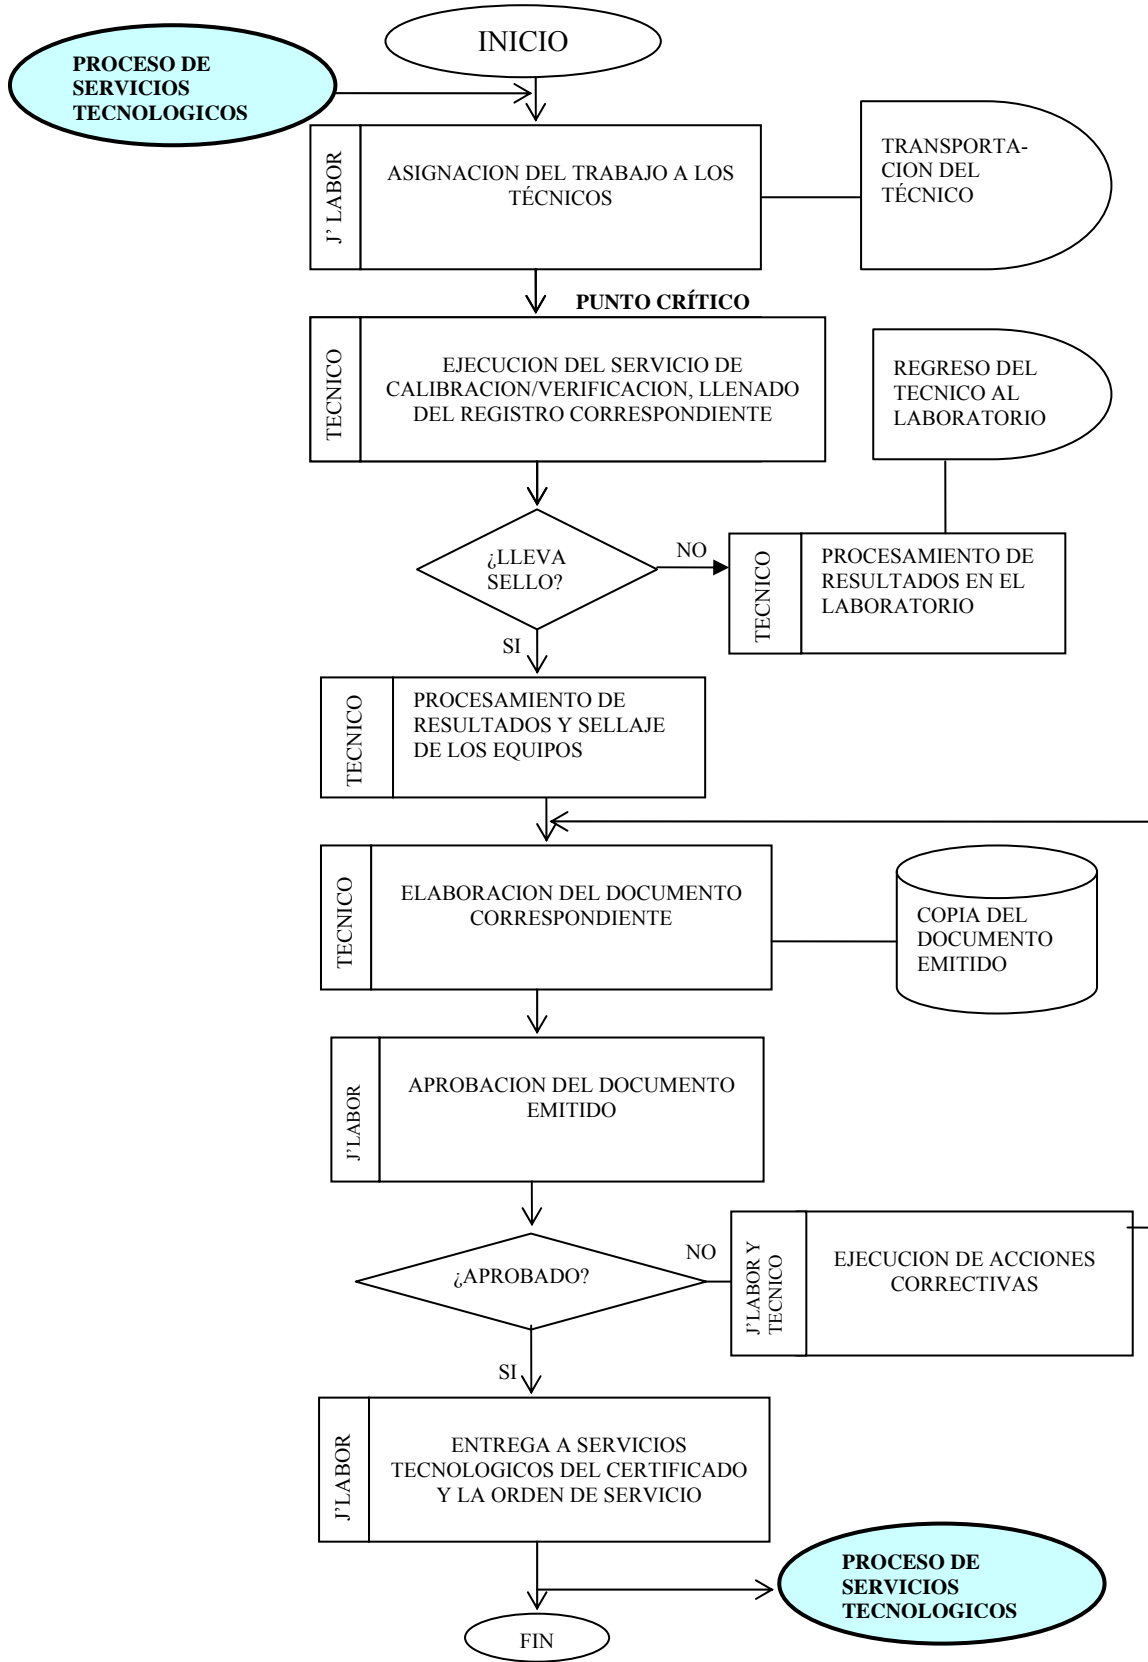 INICIO
PROCESO DE
SERVICIOS
TECNOLOGICOS
J' LABOR
ASIGNACION DEL TRABAJO A LOS
TÉCNICOS
TRANSPORTA-
CION DEL
TÉCNICO
PUNTO CRÍTICO
TECNICO
EJECUCION DEL SERVICIO DE
CALIBRACION/VERIFICACION, LLENADO
DEL REGISTRO CORRESPONDIENTE
REGRESO DEL
TECNICO AL
LABORATORIO
¿LLEVA
SELLO?
NO
TECNICO
PROCESAMIENTO DE
RESULTADOS EN EL
LABORATORIO
SI
TECNICO
PROCESAMIENTO DE
RESULTADOS Y SELLAJE
DE LOS EQUIPOS
TECNICO
ELABORACION DEL DOCUMENTO
CORRESPONDIENTE
COPIA DEL
DOCUMENTO
EMITIDO
J'LABOR
APROBACION DEL DOCUMENTO
EMITIDO
¿APROBADO?
NO
J'LABOR Y
TECNICO
EJECUCION DE ACCIONES
CORRECTIVAS
SI
J'LABOR
ENTREGA A SERVICIOS
TECNOLOGICOS DEL CERTIFICADO
Y LA ORDEN DE SERVICIO
PROCESO DE
SERVICIOS
TECNOLOGICOS
FIN